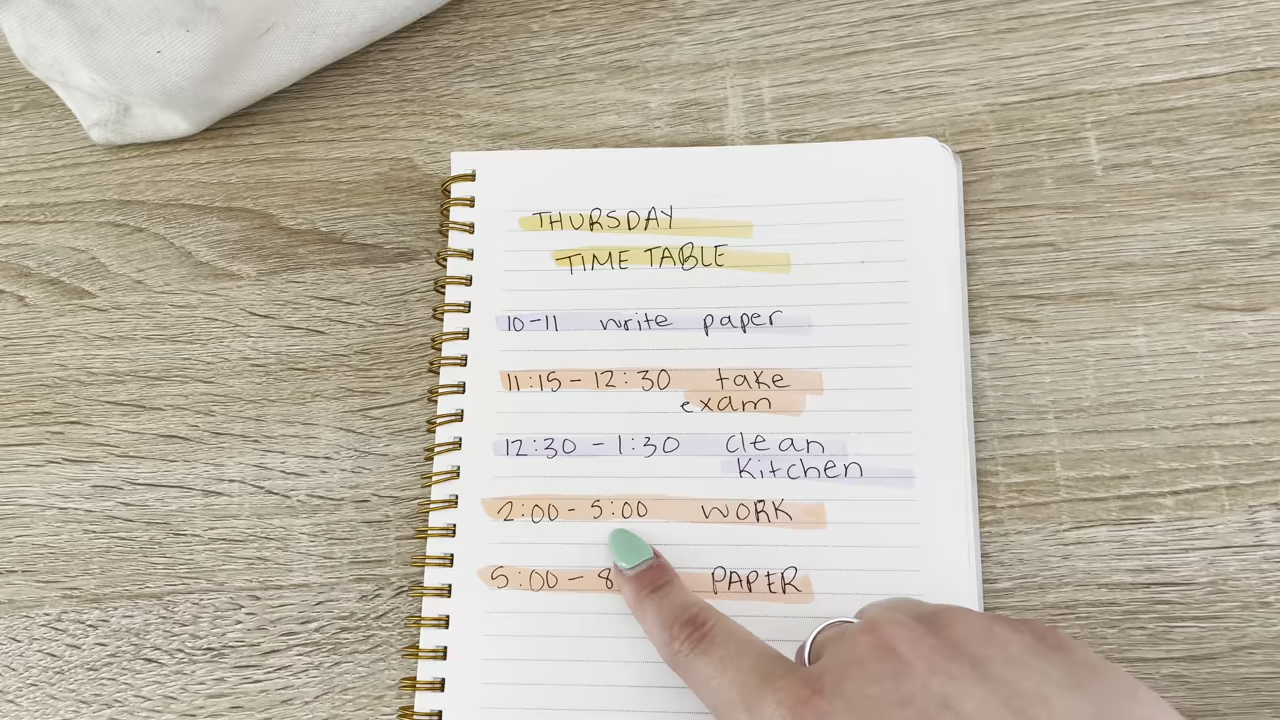 THURSDAY
TIME TABLE
10-11 write paper
11:15 - 12:30 take
exam
12:30 - 1:30 clean
kitchen
2:00 - 5:00 WORK
5:00 - 8 PAPER